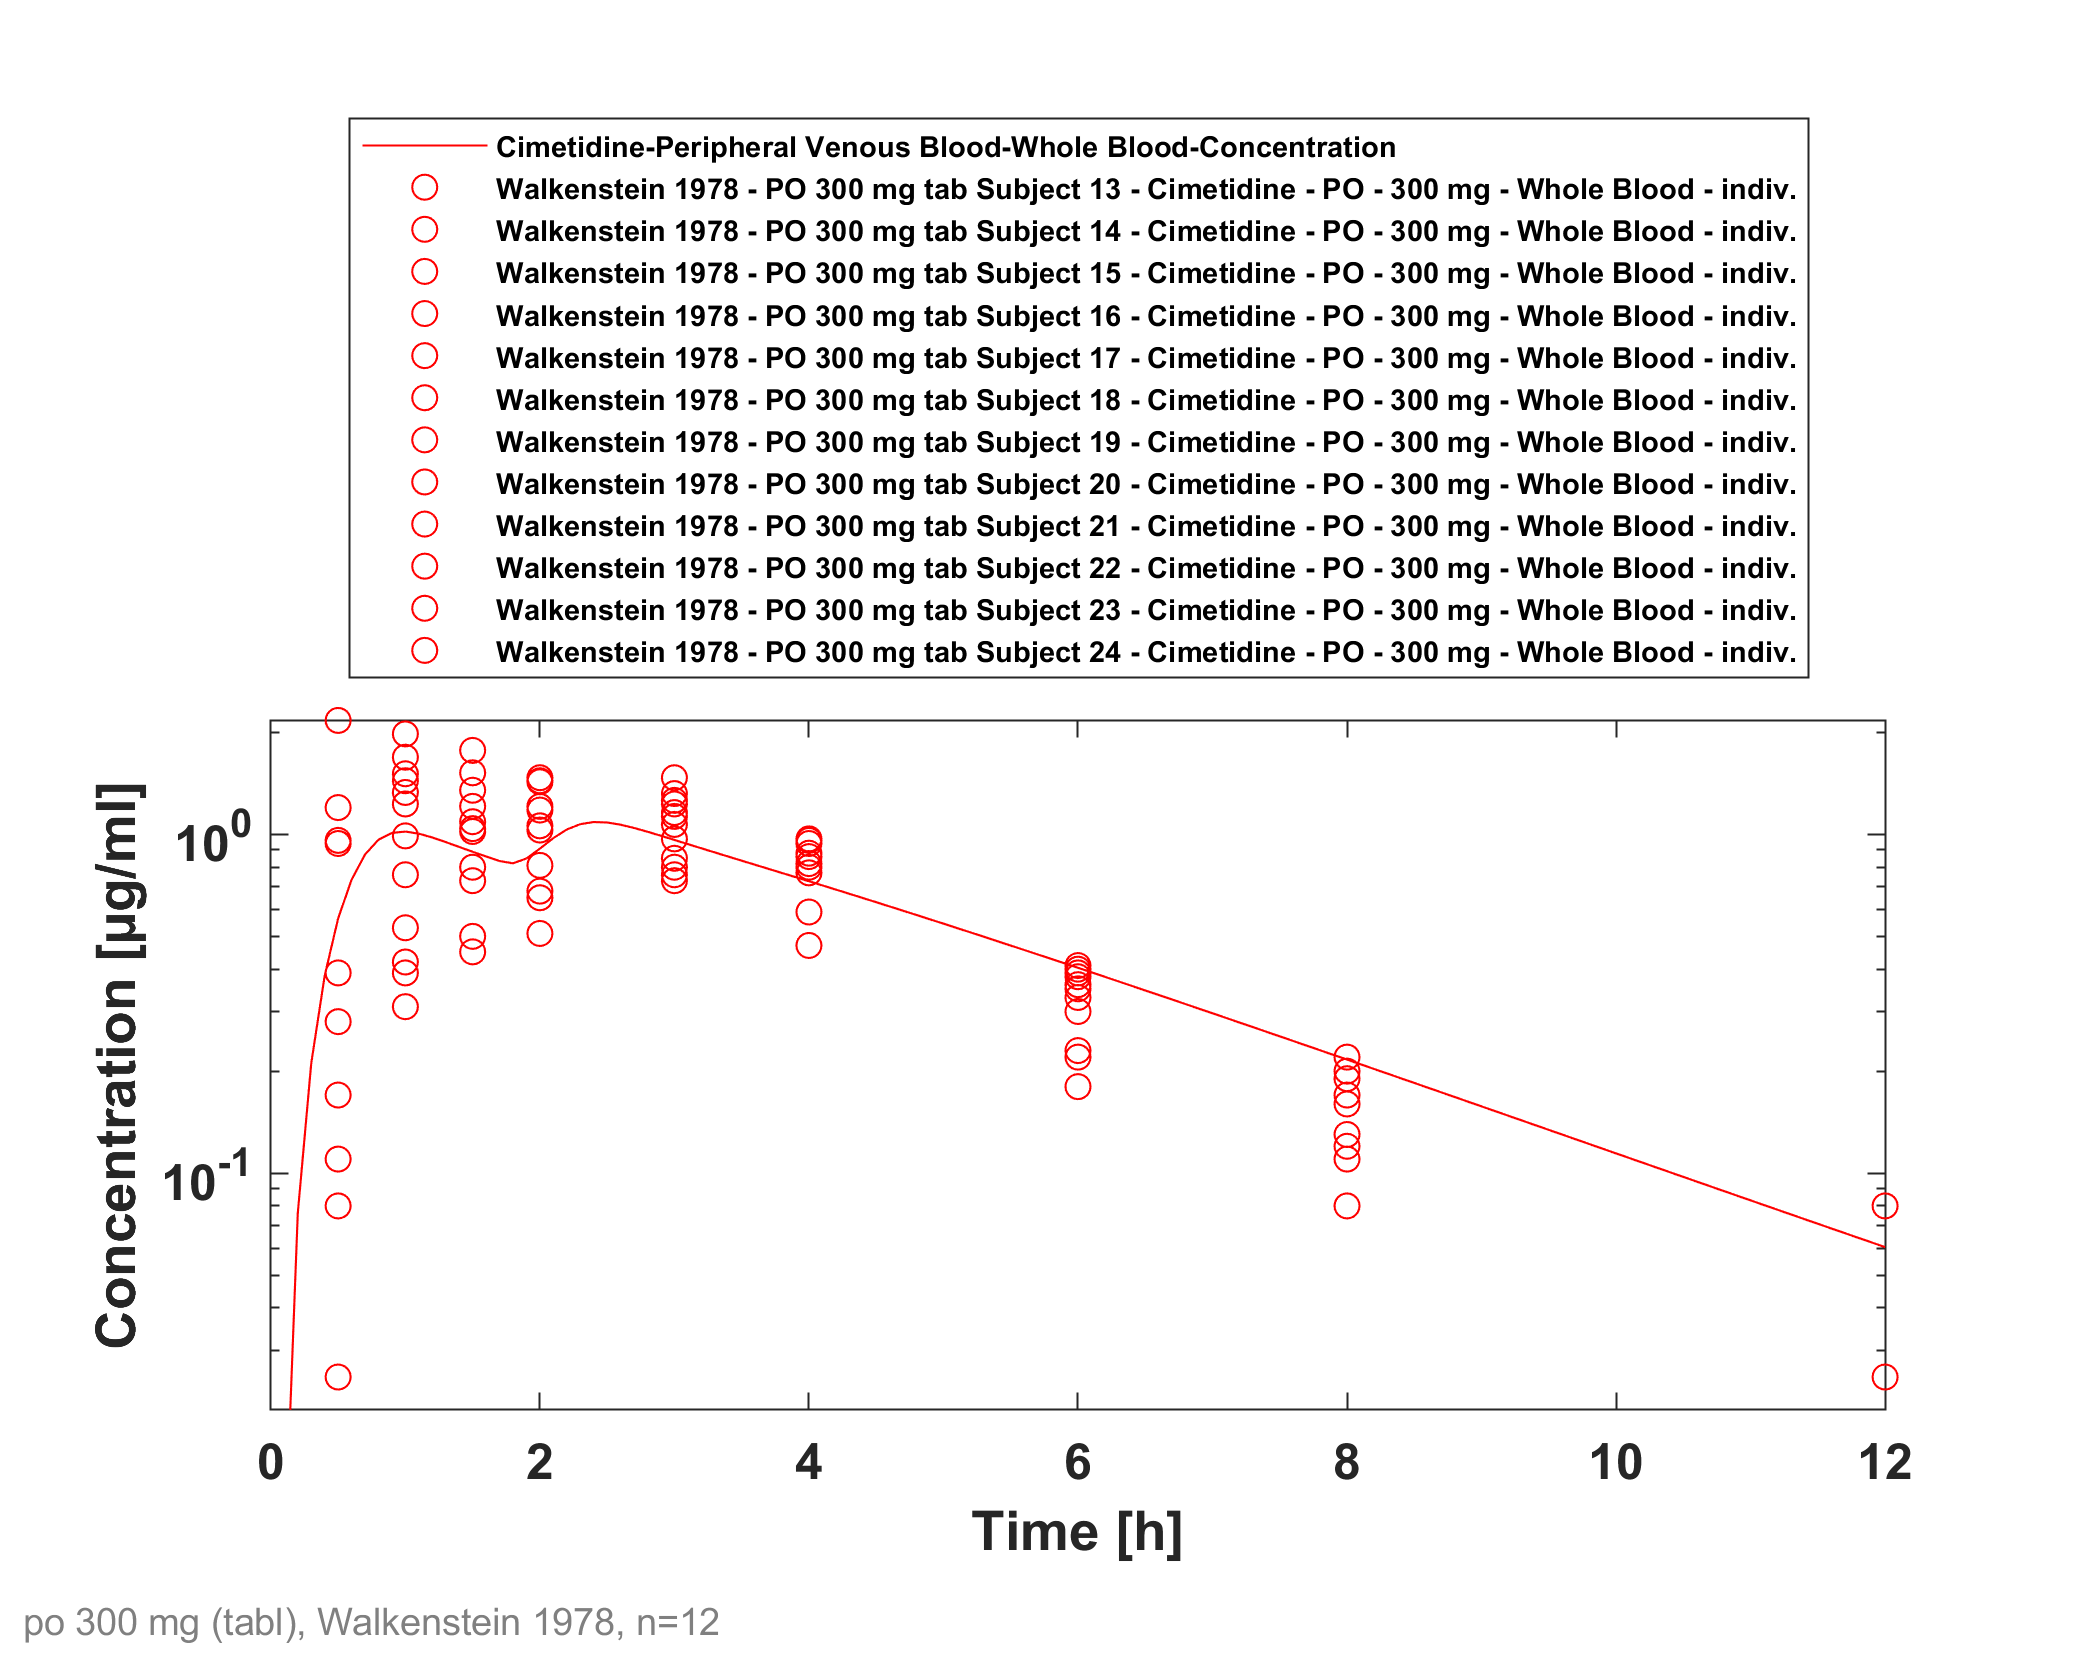 Cimetidine-Peripheral Venous Blood-Whole Blood-Concentration
Walkenstein 1978 - PO 300 mg tab Subject 13 - Cimetidine - PO - 300 mg - Whole Blood - indiv.
Walkenstein 1978 - PO 300 mg tab Subject 14 - Cimetidine - PO - 300 mg - Whole Blood - indiv.
Walkenstein 1978 - PO 300 mg tab Subject 15 - Cimetidine - PO - 300 mg - Whole Blood - indiv.
Walkenstein 1978 - PO 300 mg tab Subject 16 - Cimetidine - PO - 300 mg - Whole Blood - indiv.
Walkenstein 1978 - PO 300 mg tab Subject 17 - Cimetidine - PO - 300 mg - Whole Blood - indiv.
Walkenstein 1978 - PO 300 mg tab Subject 18 - Cimetidine - PO - 300 mg - Whole Blood - indiv.
Walkenstein 1978 - PO 300 mg tab Subject 19 - Cimetidine - PO - 300 mg - Whole Blood - indiv.
Walkenstein 1978 - PO 300 mg tab Subject 20 - Cimetidine - PO - 300 mg - Whole Blood - indiv.
Walkenstein 1978 - PO 300 mg tab Subject 21 - Cimetidine - PO - 300 mg - Whole Blood - indiv.
Walkenstein 1978 - PO 300 mg tab Subject 22 - Cimetidine - PO - 300 mg - Whole Blood - indiv.
Walkenstein 1978 - PO 300 mg tab Subject 23 - Cimetidine - PO - 300 mg - Whole Blood - indiv.
Walkenstein 1978 - PO 300 mg tab Subject 24 - Cimetidine - PO - 300 mg - Whole Blood - indiv.
Concentration [µg/ml]
10^0
10^-1
0 2 4 6 8 10 12
Time [h]
po 300 mg (tabl), Walkenstein 1978, n=12